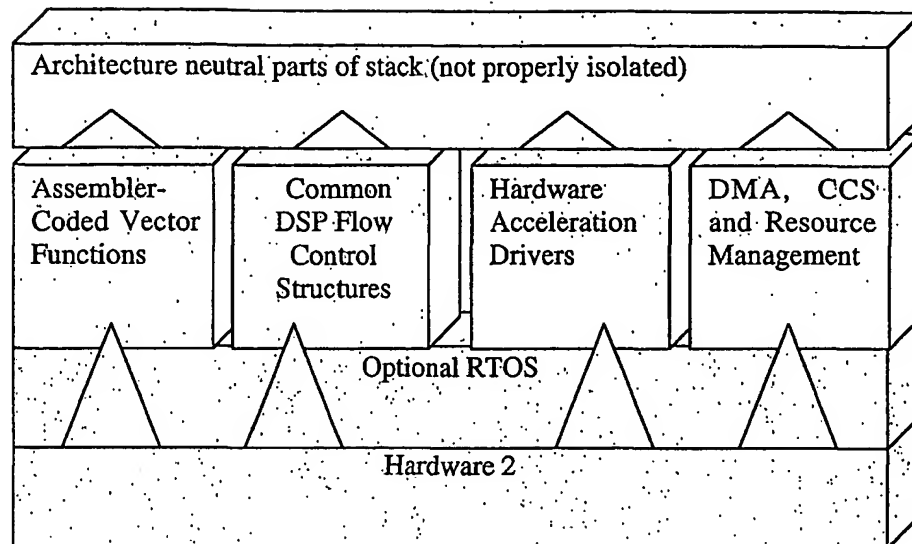 Architecture neutral parts of stack (not properly isolated)
Assembler-
Coded Vector
Functions
Common
DSP Flow
Control
Structures
Hardware
Acceleration
Drivers
DMA, CCS
and Resource
Management
Optional RTOS
Hardware 2